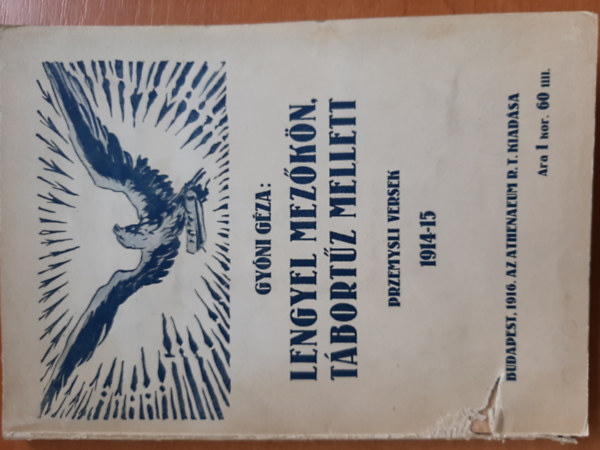 GYÓNI GÉZA:
LENGYEL MEZŐKÖN,
TÁBORTŰZ MELLETT
PRZEMYSLI VERSEK
1914-15
BUDAPEST, 1916. AZ ATHENAEUM R. T. KIADÁSA
Ára 1 kor. 60 fill.